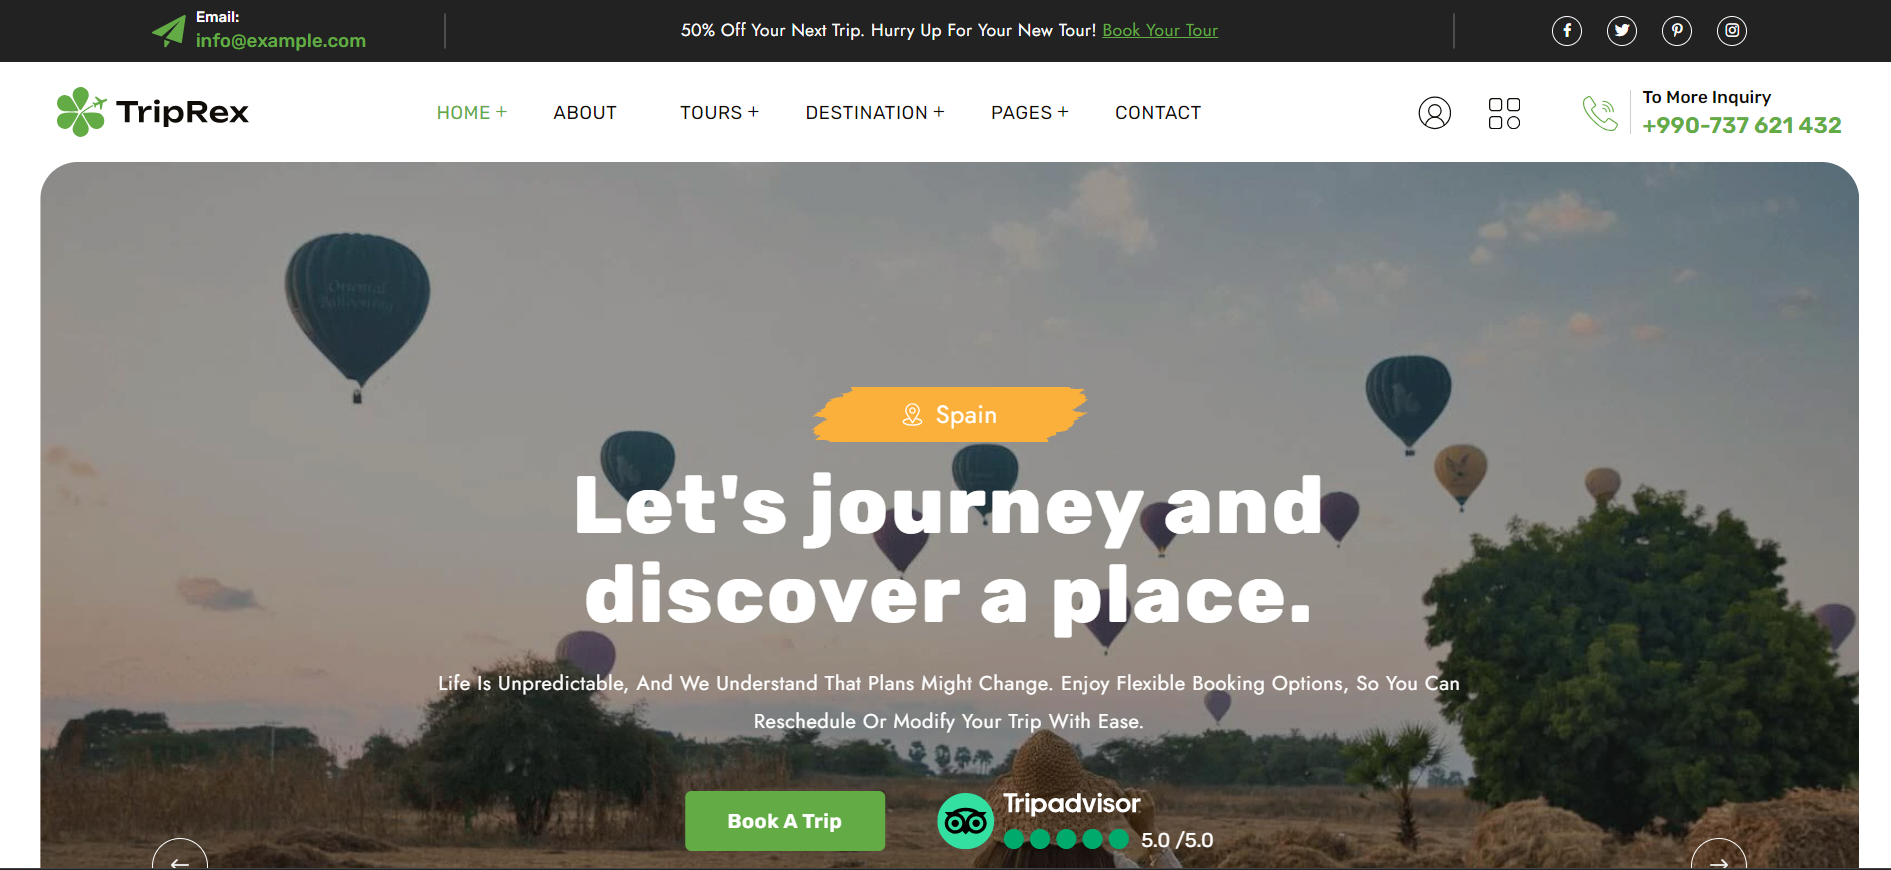 Email:
info@example.com
50% Off Your Next Trip. Hurry Up For Your New Tour! Book Your Tour
TripRex
HOME +
ABOUT
TOURS +
DESTINATION +
PAGES +
CONTACT
To More Inquiry
+990-737 621 432
Oriental
Ballooning
Spain
Let's journey and
discover a place.
Life Is Unpredictable, And We Understand That Plans Might Change. Enjoy Flexible Booking Options, So You Can
Reschedule Or Modify Your Trip With Ease.
Book A Trip
Tripadvisor
5.0 /5.0